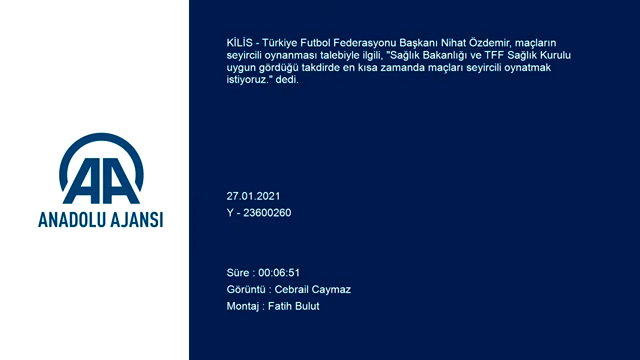 KİLİS - Türkiye Futbol Federasyonu Başkanı Nihat Özdemir, maçların
seyircili oynanması talebiyle ilgili, "Sağlık Bakanlığı ve TFF Sağlık Kurulu
uygun gördüğü takdirde en kısa zamanda maçları seyircili oynatmak
istiyoruz." dedi.
AA
ANADOLU AJANSI
27.01.2021
Y - 23600260
Süre : 00:06:51
Görüntü : Cebrail Caymaz
Montaj : Fatih Bulut